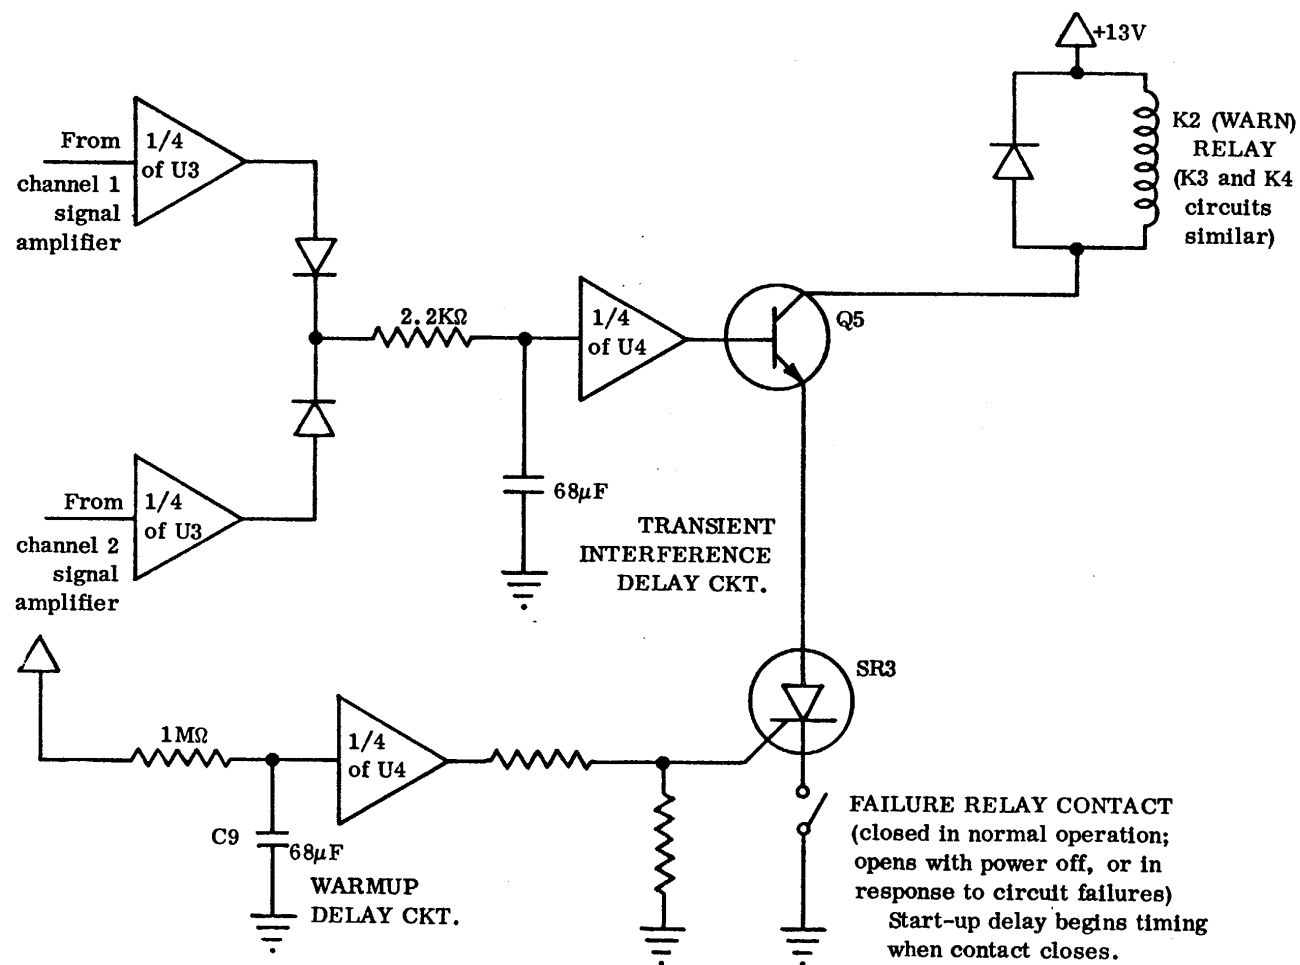 +13V
K2 (WARN)
RELAY
(K3 and K4
circuits
similar)
From
channel 1
signal
amplifier
1/4
of U3
2.2KΩ
1/4
of U4
Q5
68µF
TRANSIENT
INTERFERENCE
DELAY CKT.
From
channel 2
signal
amplifier
1/4
of U3
SR3
1MΩ
1/4
of U4
C9
68µF
WARMUP
DELAY CKT.
FAILURE RELAY CONTACT
(closed in normal operation;
opens with power off, or in
response to circuit failures)
Start-up delay begins timing
when contact closes.